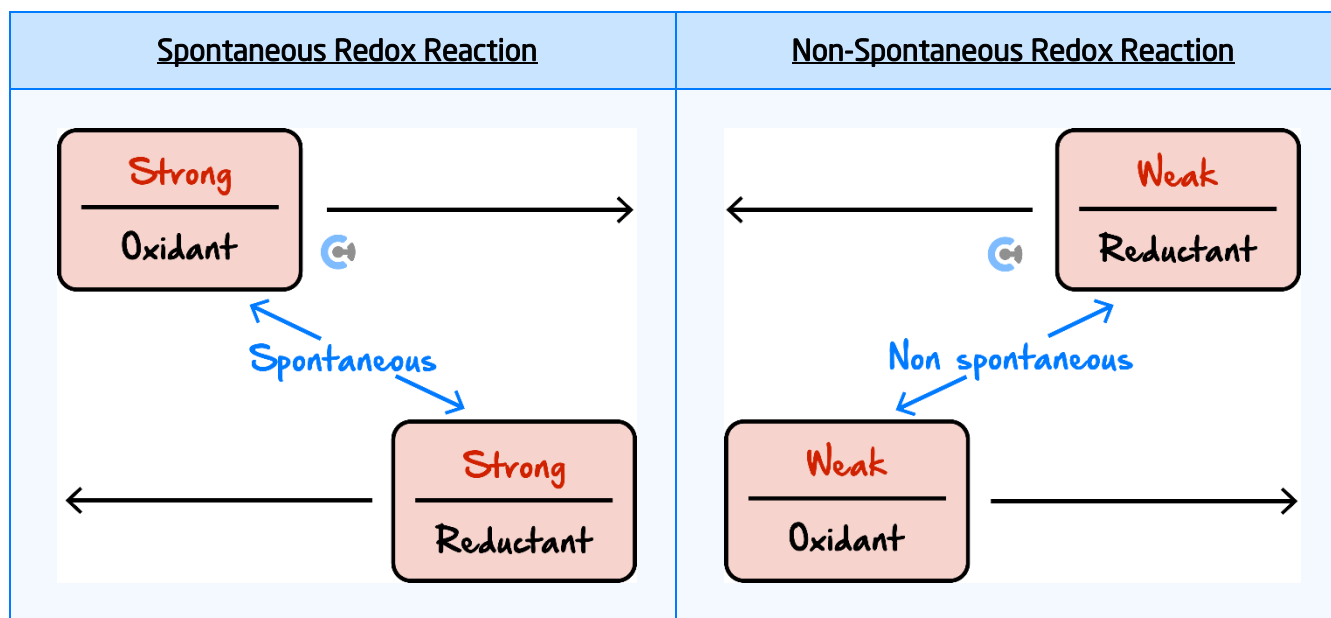 Spontaneous Redox Reaction
Non-Spontaneous Redox Reaction
Strong
Oxidant
Spontaneous
Strong
Reductant
Weak
Reductant
Non spontaneous
Weak
Oxidant